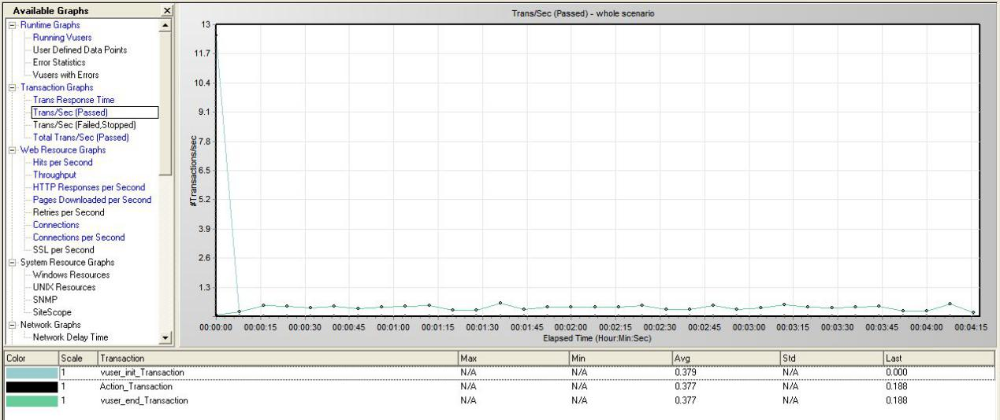 Available Graphs
Runtime Graphs
Running Vusers
User Defined Data Points
Error Statistics
Vusers with Errors
Transaction Graphs
Trans Response Time
Trans/Sec (Passed)
Trans/Sec (Failed,Stopped)
Total Trans/Sec (Passed)
Web Resource Graphs
Hits per Second
Throughput
HTTP Responses per Second
Pages Downloaded per Second
Retries per Second
Connections
Connections per Second
SSL per Second
System Resource Graphs
Windows Resources
UNIX Resources
SNMP
SiteScope
Network Graphs
Network Delay Time
Trans/Sec (Passed) - whole scenario
#Transactions/sec
13
11.7
10.4
9.1
7.8
6.5
5.2
3.9
2.6
1.3
00:00:00 00:00:15 00:00:30 00:00:45 00:01:00 00:01:15 00:01:30 00:01:45 00:02:00 00:02:15 00:02:30 00:02:45 00:03:00 00:03:15 00:03:30 00:03:45 00:04:00 00:04:15
Elapsed Time (Hour:Min:Sec)
Color Scale Transaction Max Min Avg Std Last
1 vuser_init_Transaction N/A N/A 0.379 N/A 0.000
1 Action_Transaction N/A N/A 0.377 N/A 0.188
1 vuser_end_Transaction N/A N/A 0.377 N/A 0.188